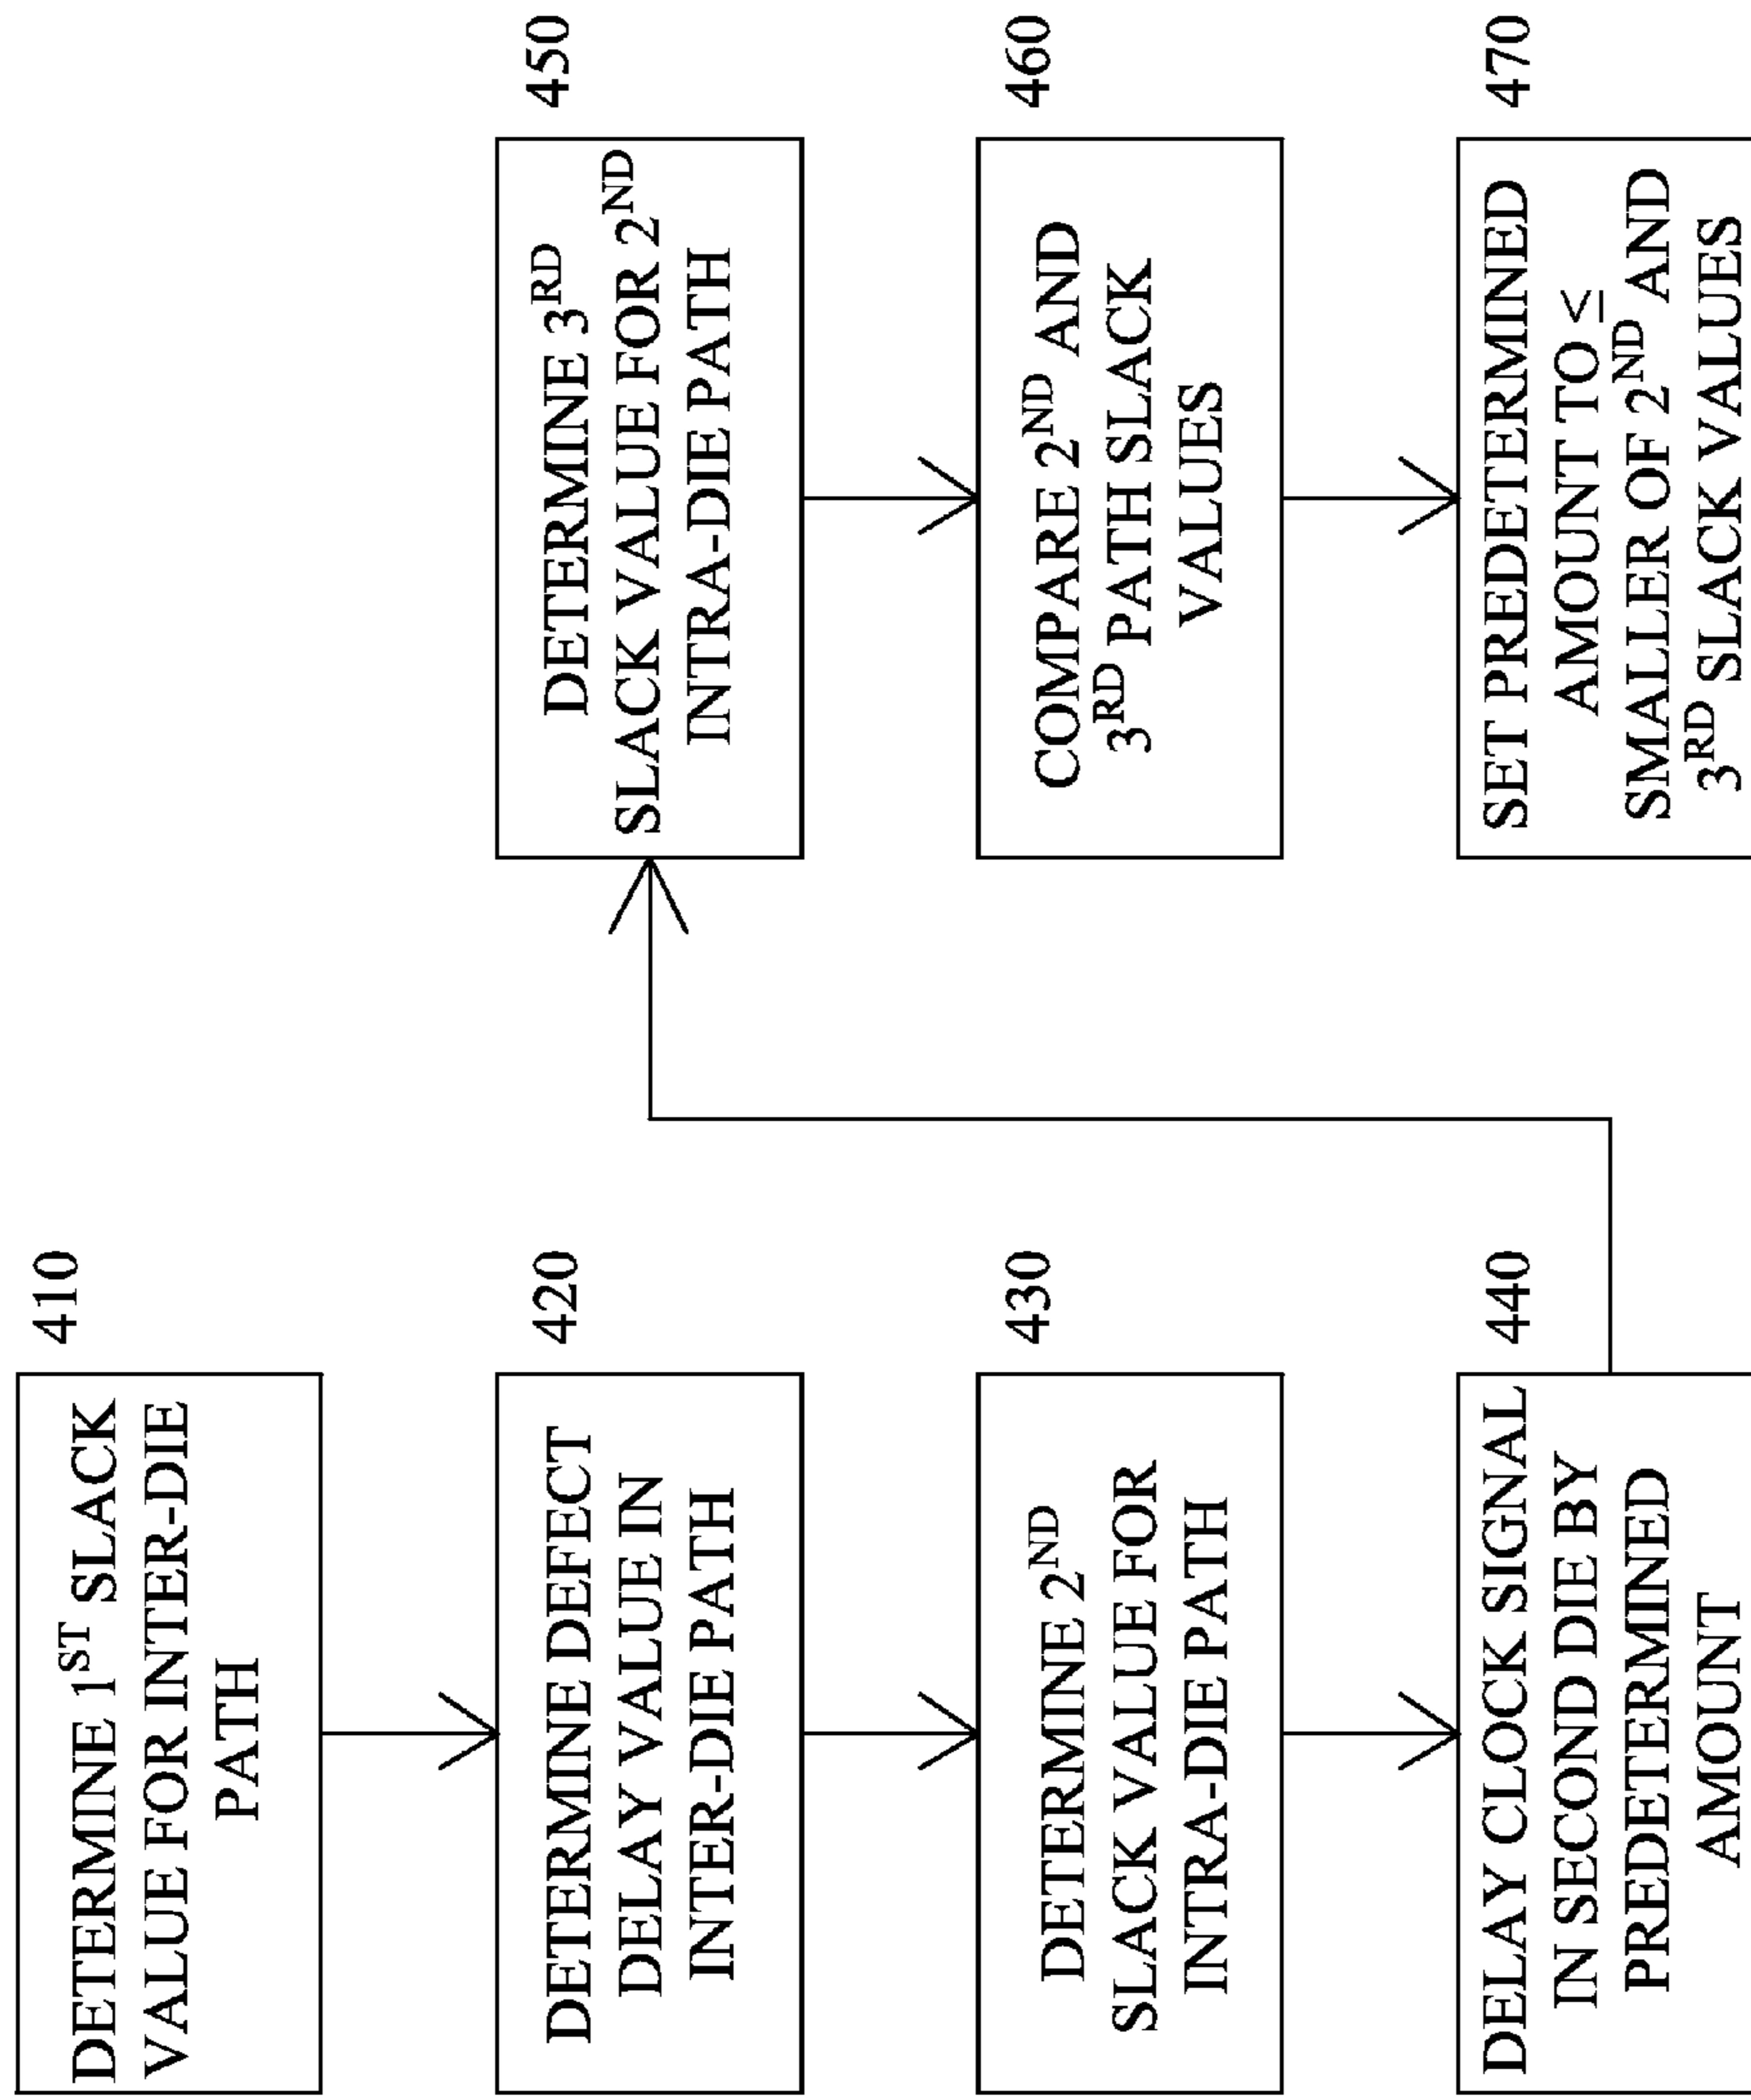 410
DETERMINE 1ST SLACK
VALUE FOR INTER-DIE
PATH
420
DETERMINE DEFECT
DELAY VALUE IN
INTER-DIE PATH
430
DETERMINE 2ND
SLACK VALUE FOR
INTRA-DIE PATH
440
DELAY CLOCK SIGNAL
IN SECOND DIE BY
PREDETERMINED
AMOUNT
450
DETERMINE 3RD
SLACK VALUE FOR 2ND
INTRA-DIE PATH
460
COMPARE 2ND AND
3RD PATH SLACK
VALUES
470
SET PREDETERMINED
AMOUNT TO ≤
SMALLER OF 2ND AND
3RD SLACK VALUES